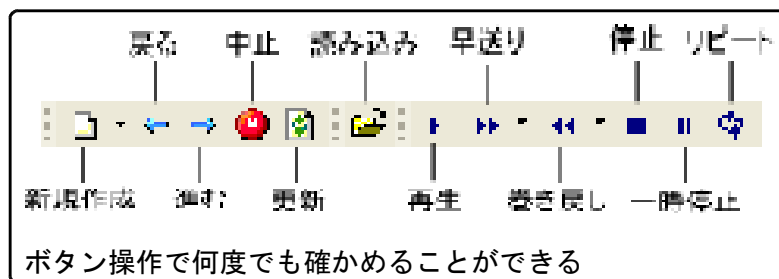 戻る 中止 読み込み 早送り 停止 リピート
新規作成 進む 更新 再生 巻き戻し 一時停止
ボタン操作で何度でも確かめることができる